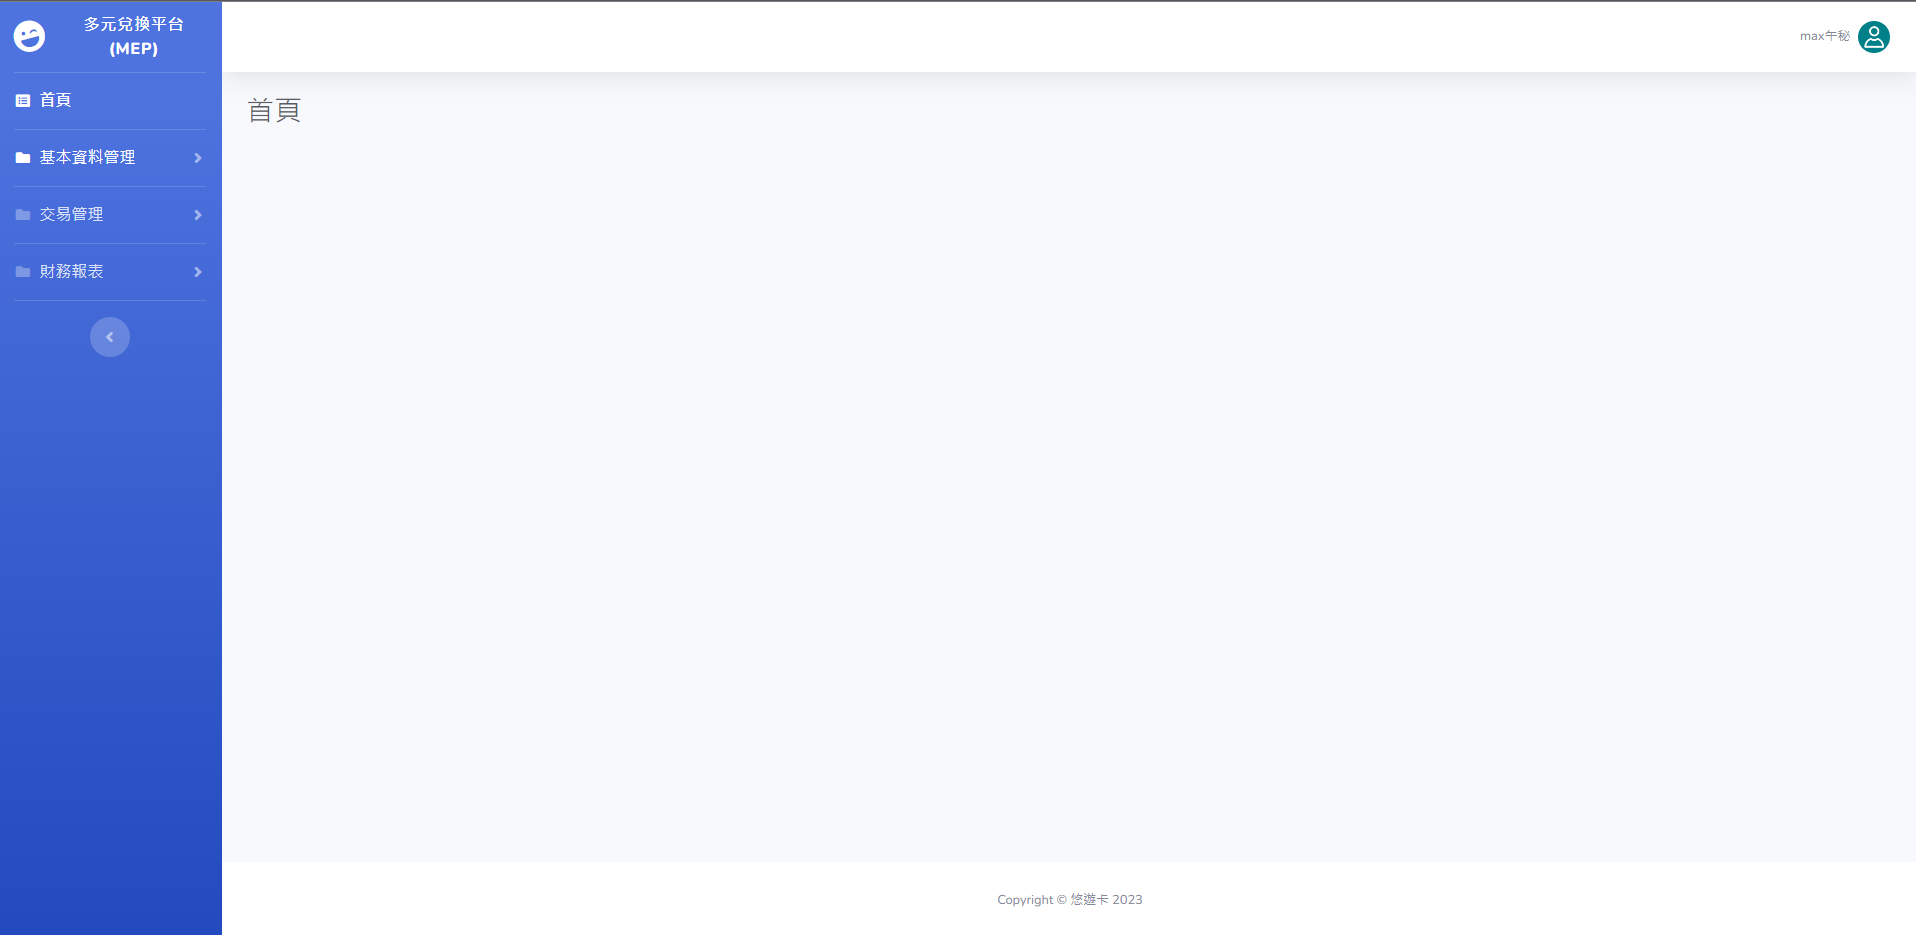 多元兌換平台
(MEP)
max午秘
首頁
首頁
基本資料管理
交易管理
財務報表
Copyright © 悠遊卡 2023